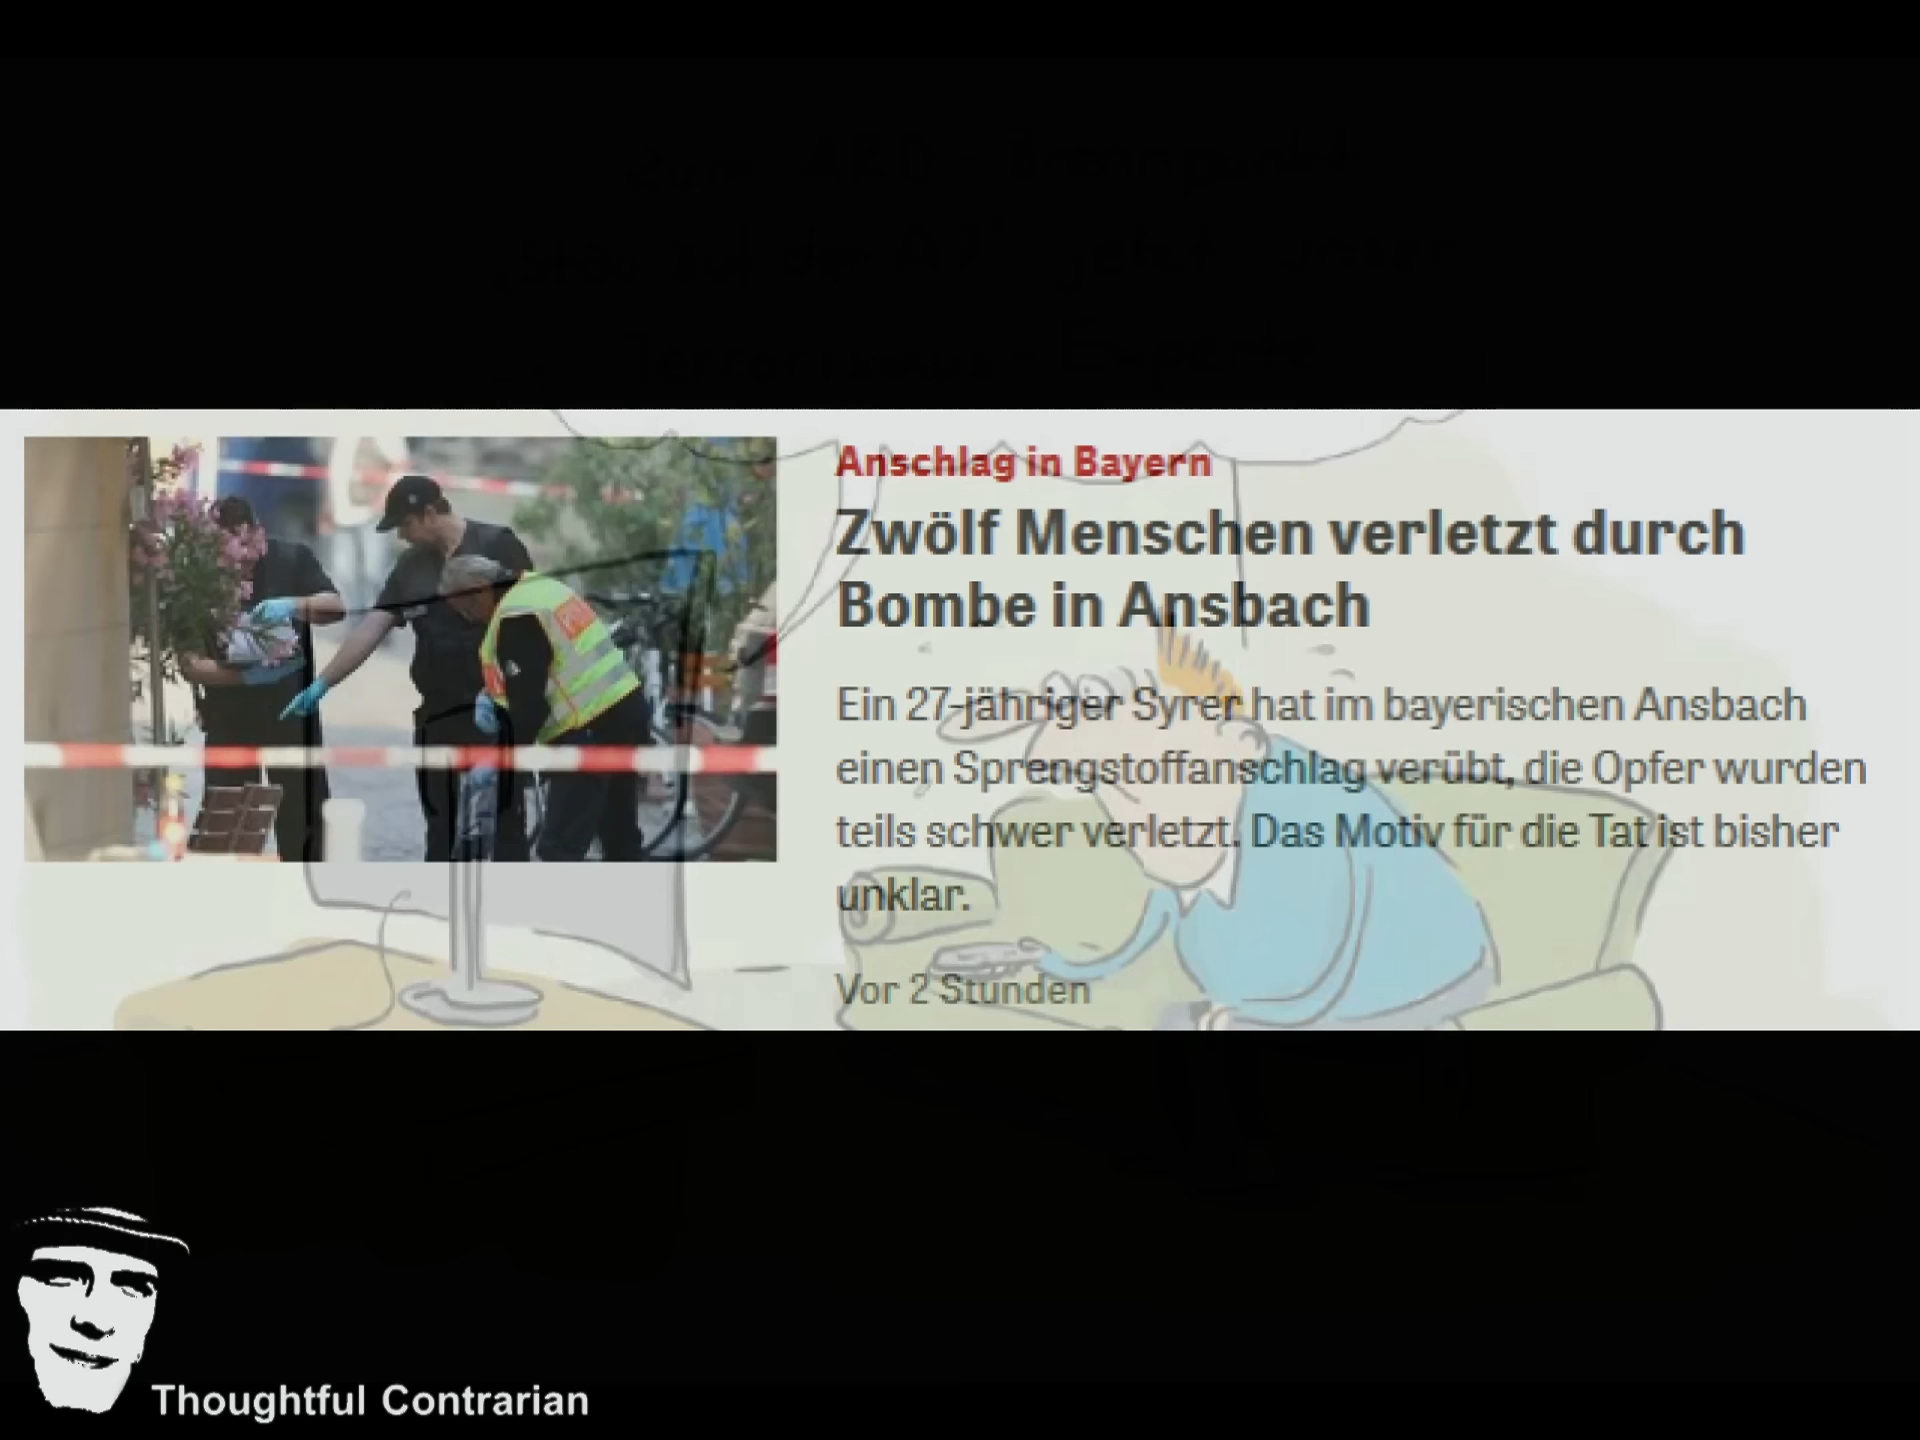 Anschlag in Bayern
Zwölf Menschen verletzt durch
Bombe in Ansbach
Ein 27-jähriger Syrer hat im bayerischen Ansbach
einen Sprengstoffanschlag verübt, die Opfer wurden
teils schwer verletzt. Das Motiv für die Tat ist bisher
unklar.
Vor 2 Stunden
Thoughtful Contrarian